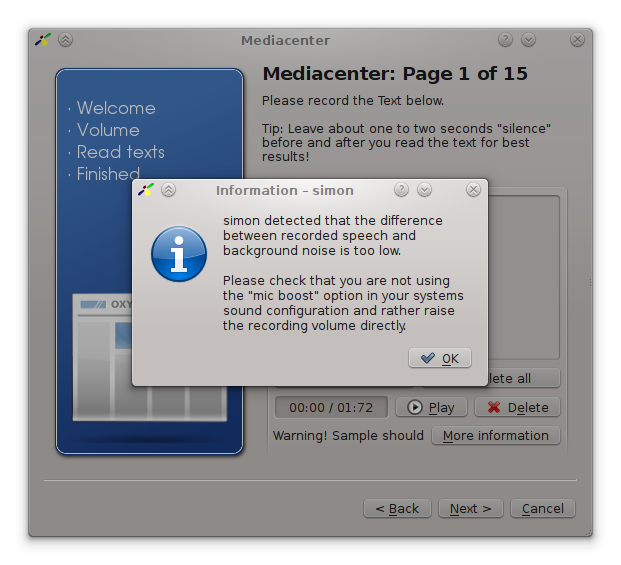 Mediacenter
· Welcome
· Volume
· Read texts
· Finished
OXY
Mediacenter: Page 1 of 15
Please record the Text below.
Tip: Leave about one to two seconds "silence"
before and after you read the text for best
results!
Information – simon
simon detected that the difference
between recorded speech and
background noise is too low.
Please check that you are not using
the "mic boost" option in your systems
sound configuration and rather raise
the recording volume directly.
OK
lete all
00:00 / 01:72
Play
Delete
Warning! Sample should
More information
< Back
Next >
Cancel